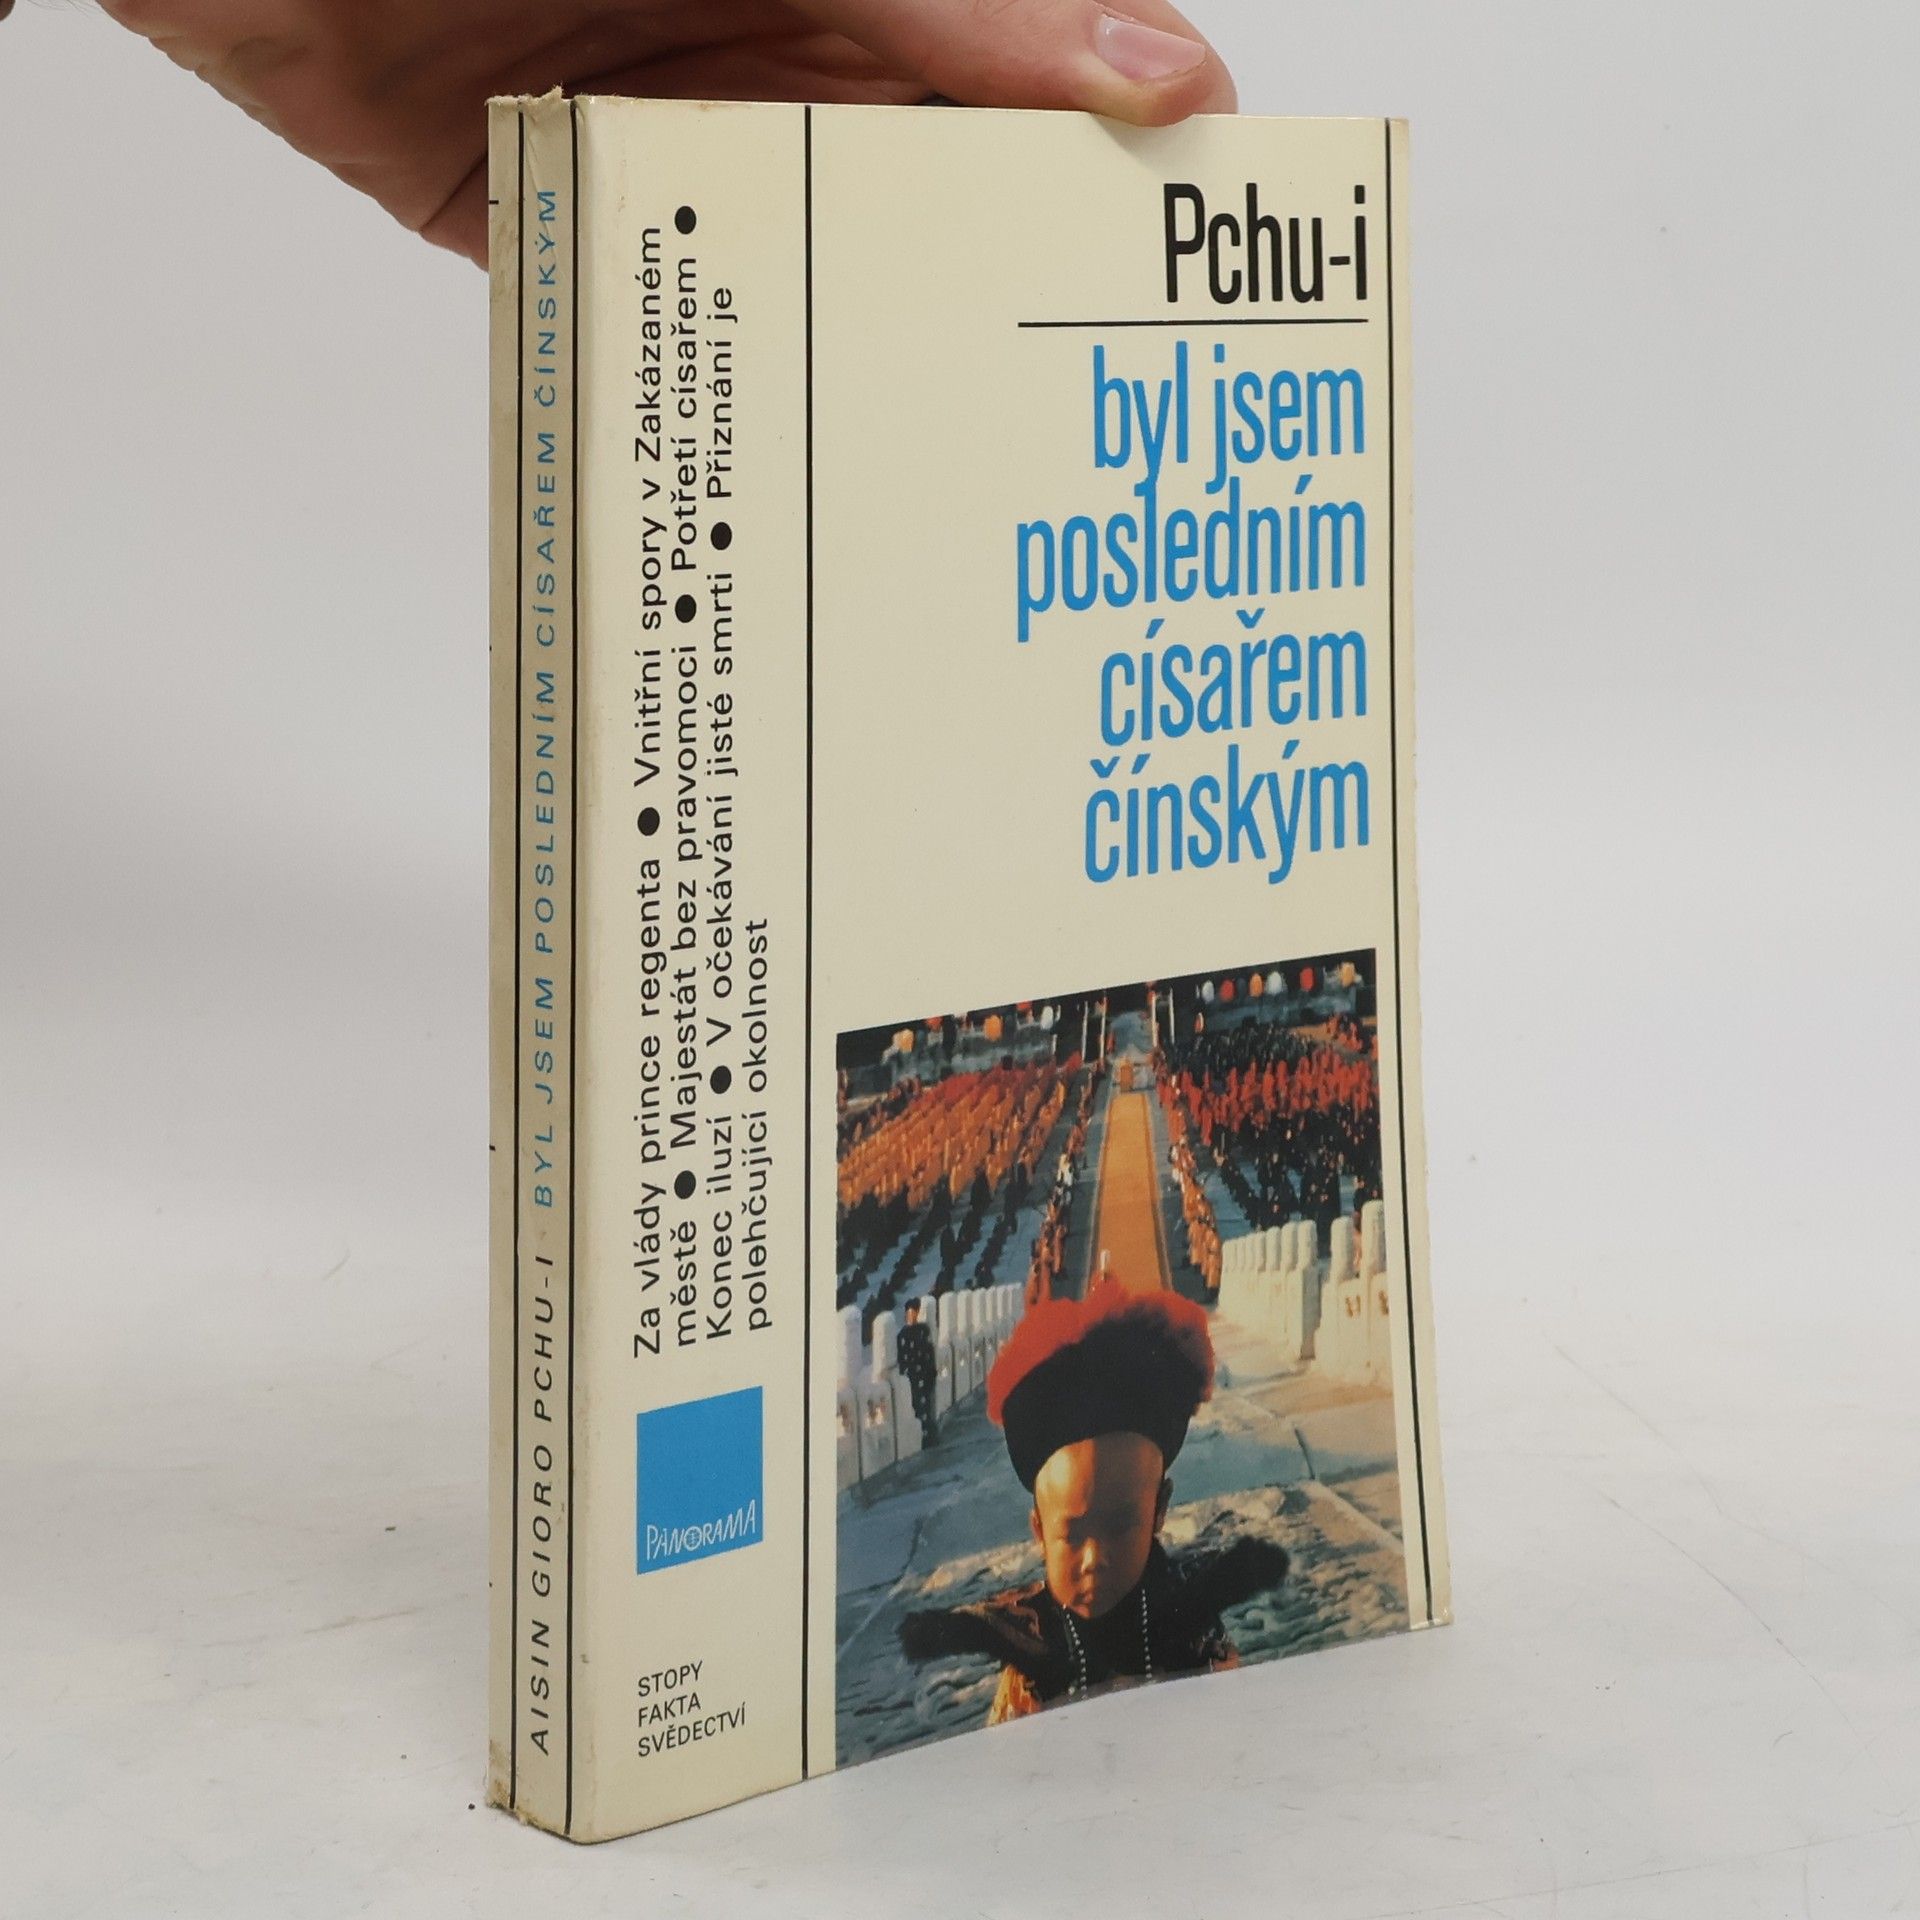 Pchu-i
byl jsem
posledním
císařem
čínským
Za vlády prince regenta ● Vnitřní spory v Zakázaném
městě ● Majestát bez pravomoci ● Potřetí císařem ●
Konec iluzí ● V očekávání jisté smrti ● Přiznání je
polehčující okolnost
PANORAMA
STOPY
FAKTA
SVĚDECTVÍ
AISIN GIORO PCHU-I BYL JSEM POSLEDNÍM CÍSAŘEM ČÍNSKÝM